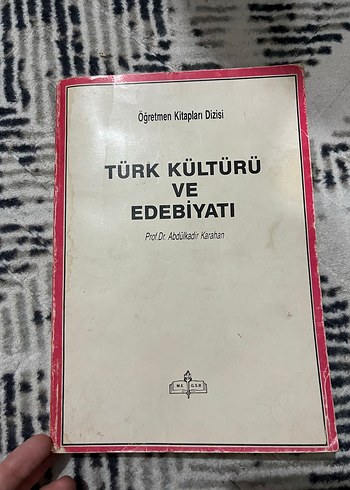 Öğretmen Kitapları Dizisi
TÜRK KÜLTÜRÜ
VE
EDEBİYATI
Prof.Dr. Abdülkadir Karahan
M.E. G.S.B